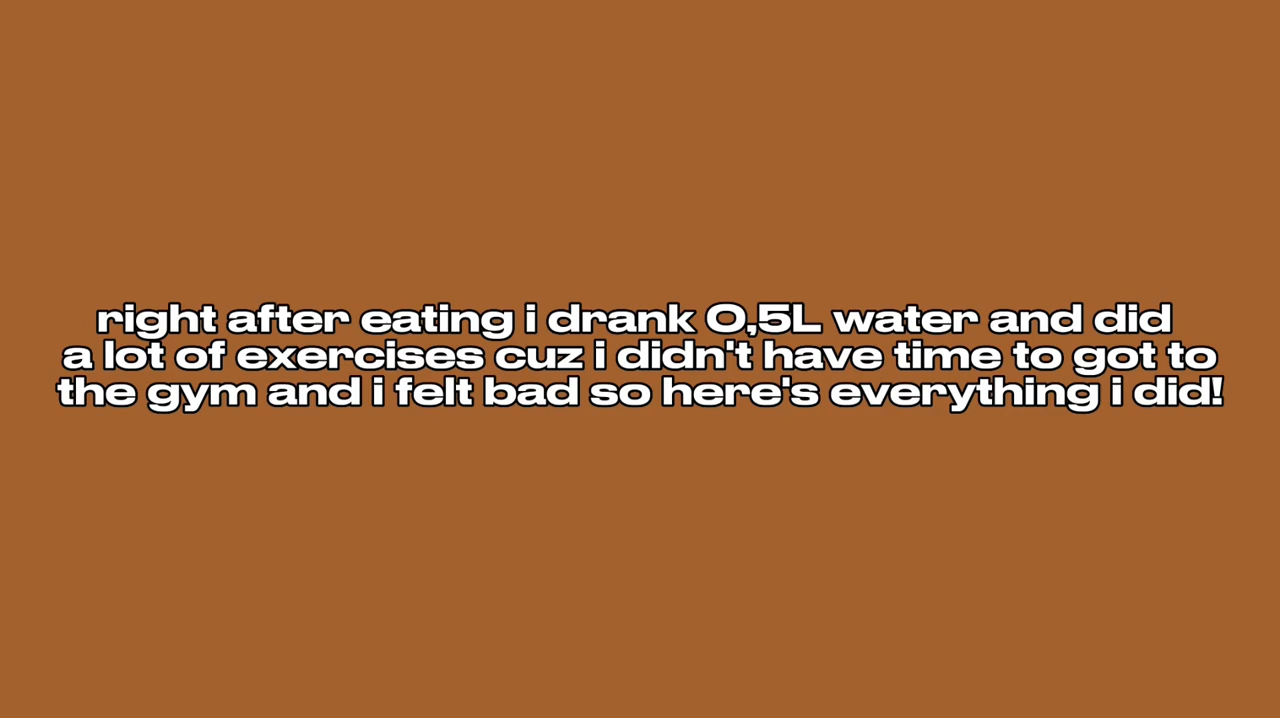 right after eating i drank 0,5L water and did
a lot of exercises cuz i didn't have time to got to
the gym and i felt bad so here's everything i did!